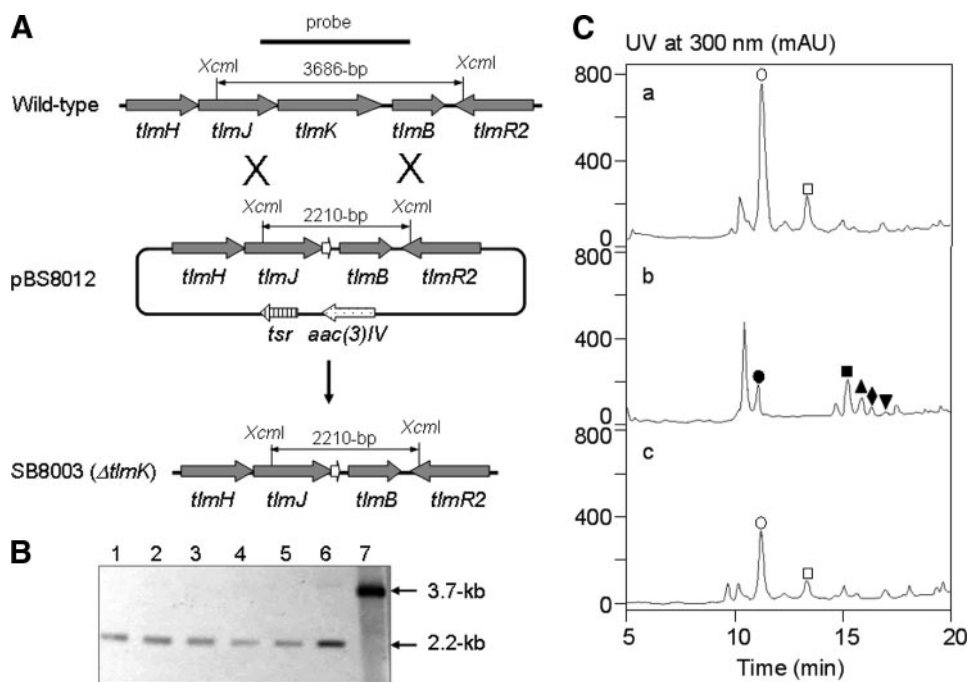 A
probe
XcmI 3686-bp XcmI
Wild-type
tlmH tlmJ tlmK tlmB tlmR2
X X
XcmI 2210-bp XcmI
tlmH tlmJ tlmB tlmR2
pBS8012
tsr aac(3)IV
XcmI 2210-bp XcmI
SB8003 (ΔtlmK)
tlmH tlmJ tlmB tlmR2
B
1 2 3 4 5 6 7
3.7-kb
2.2-kb
C
UV at 300 nm (mAU)
800
a
400
0
800
b
400
0
800
c
400
0
5 10 15 20
Time (min)